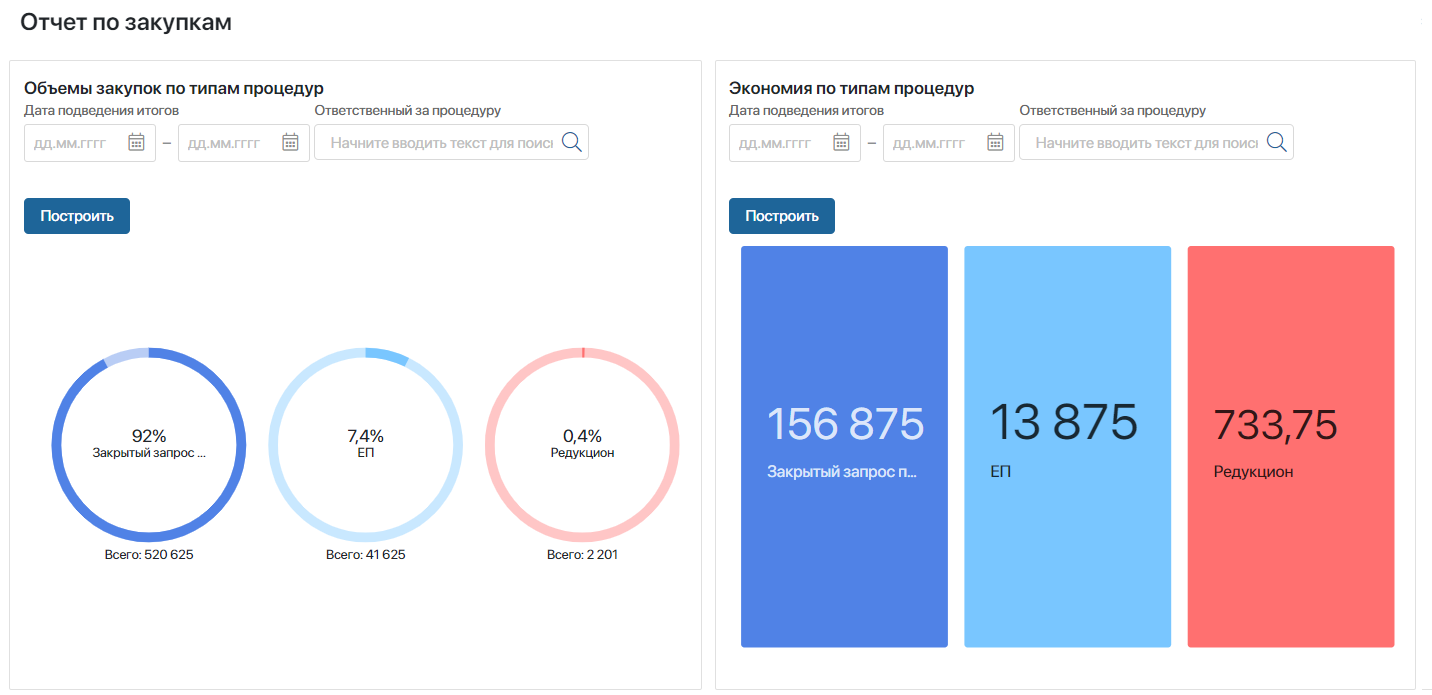 Отчет по закупкам
Объемы закупок по типам процедур
Дата подведения итогов
Ответственный за процедуру
дд.мм.гггг – дд.мм.гггг
Начните вводить текст для поиск
Построить
92%
Закрытый запрос ...
Всего: 520 625
7,4%
ЕП
Всего: 41 625
0,4%
Редукцион
Всего: 2 201
Экономия по типам процедур
Дата подведения итогов
Ответственный за процедуру
дд.мм.гггг – дд.мм.гггг
Начните вводить текст для поиск
Построить
156 875
Закрытый запрос п...
13 875
ЕП
733,75
Редукцион